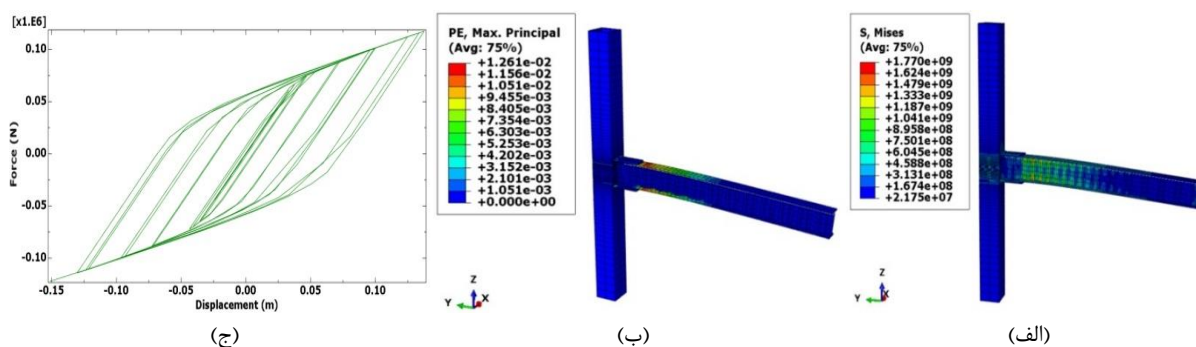 [x1.E6]
0.10
0.05
0.00
-0.05
-0.10
Force (N)
-0.15
-0.10
-0.05
0.00
0.05
0.10
Displacement (m)
(ج)
PE, Max. Principal
(Avg: 75%)
+1.261e-02
+1.156e-02
+1.051e-02
+9.455e-03
+8.405e-03
+7.354e-03
+6.303e-03
+5.253e-03
+4.202e-03
+3.152e-03
+2.101e-03
+1.051e-03
+0.000e+00
Z
Y
X
(ب)
S, Mises
(Avg: 75%)
+1.770e+09
+1.624e+09
+1.479e+09
+1.333e+09
+1.187e+09
+1.041e+09
+8.958e+08
+7.501e+08
+6.045e+08
+4.588e+08
+3.131e+08
+1.674e+08
+2.175e+07
Z
Y
X
(الف)